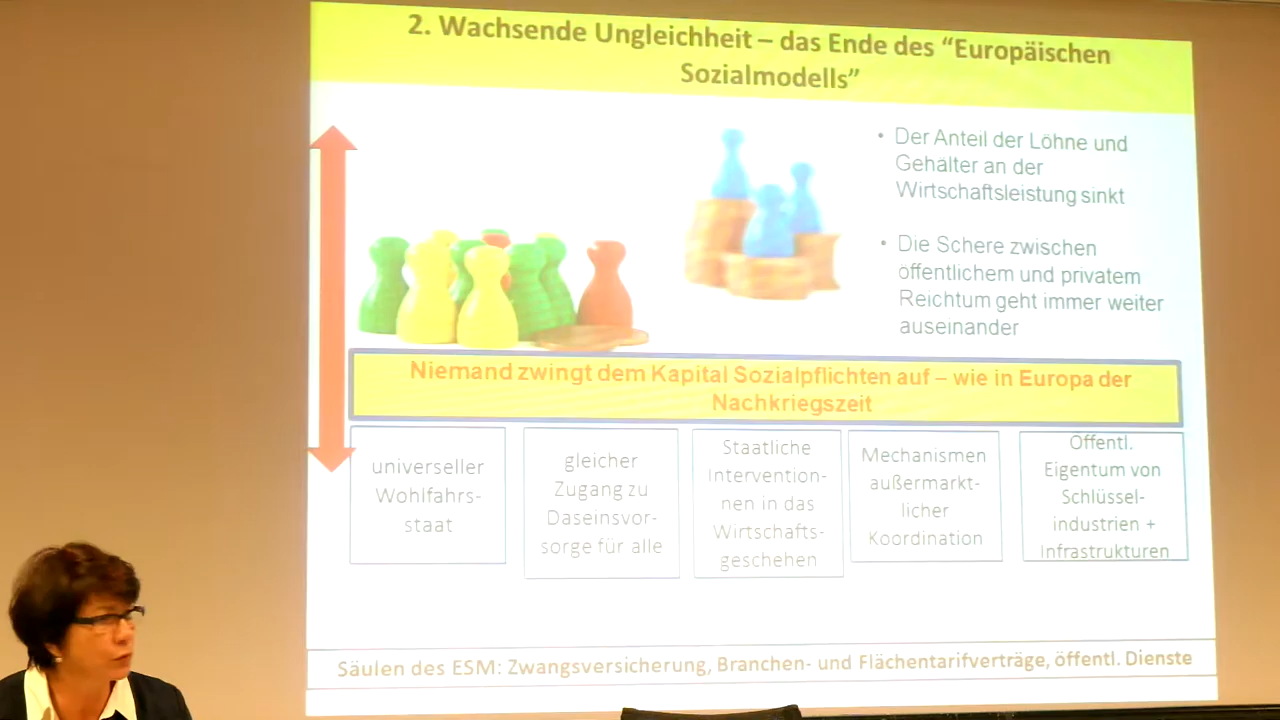 2. Wachsende Ungleichheit – das Ende des “Europäischen
Sozialmodells”
• Der Anteil der Löhne und
Gehälter an der
Wirtschaftsleistung sinkt
• Die Schere zwischen
öffentlichem und privatem
Reichtum geht immer weiter
auseinander
Niemand zwingt dem Kapital Sozialpflichten auf – wie in Europa der
Nachkriegszeit
universeller
Wohlfahrs-
staat
gleicher
Zugang zu
Daseinsvor-
sorge für alle
Staatliche
Intervention-
nen in das
Wirtschafts-
geschehen
Mechanismen
außermarkt-
licher
Koordination
Öffentl.
Eigentum von
Schlüssel-
industrien +
Infrastrukturen
Säulen des ESM: Zwangsversicherung, Branchen- und Flächentarifverträge, öffentl. Dienste